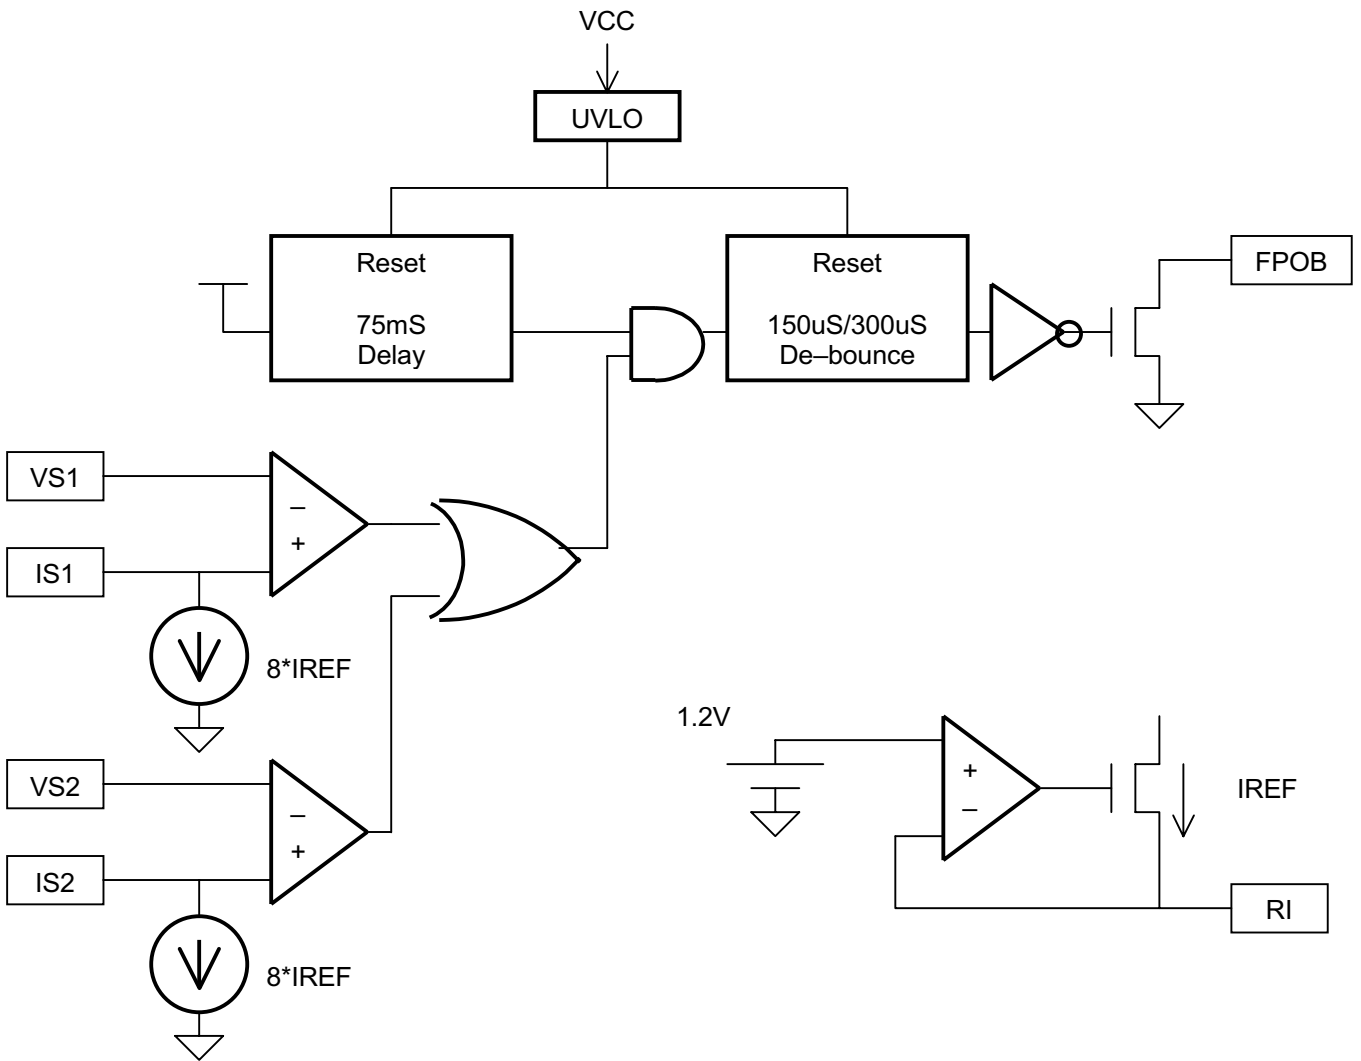 VCC
UVLO
Reset
75mS
Delay
Reset
150uS/300uS
De–bounce
FPOB
VS1
–
+
IS1
8*IREF
VS2
–
+
IS2
8*IREF
1.2V
+
–
IREF
RI